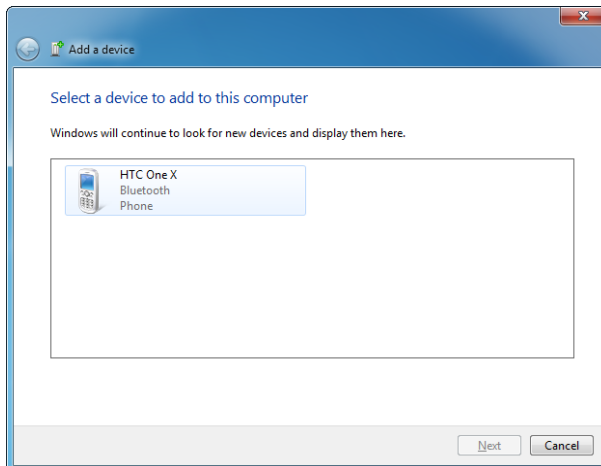 Add a device
Select a device to add to this computer
Windows will continue to look for new devices and display them here.
HTC One X
Bluetooth
Phone
Next
Cancel